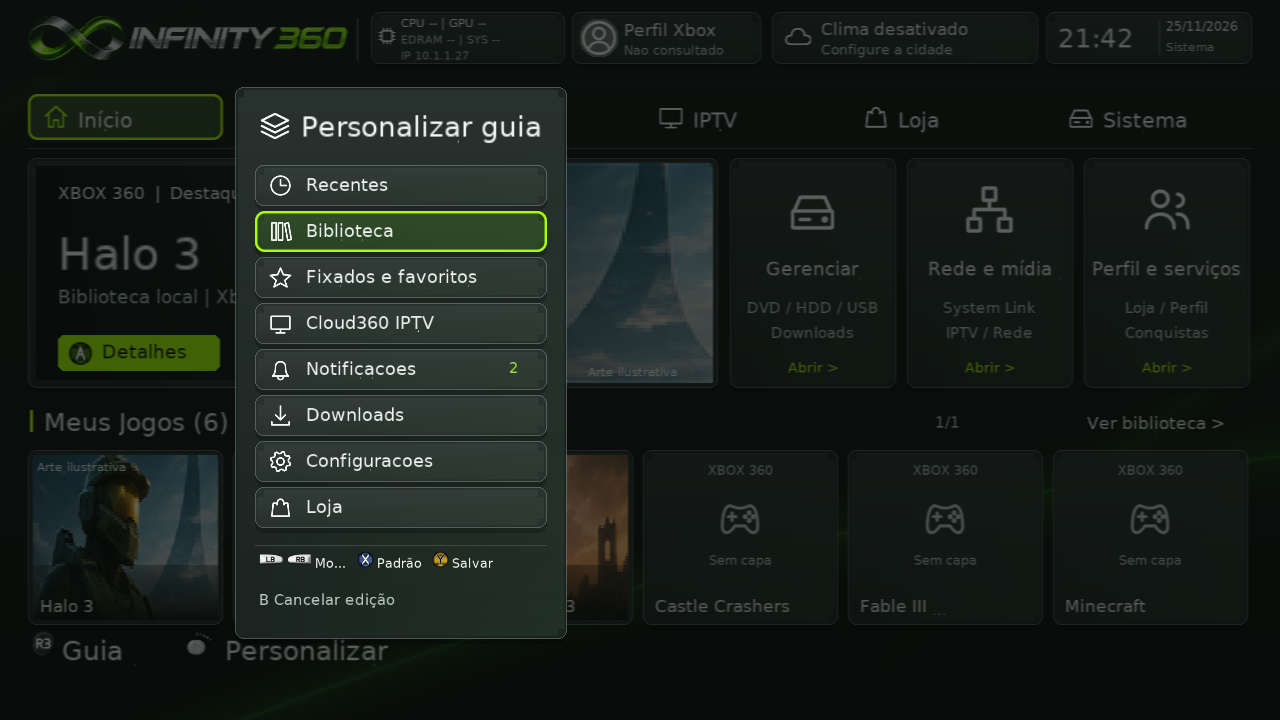 INFINITY 360
CPU -- | GPU --
EDRAM -- | SYS --
IP 10.1.1.27
Perfil Xbox
Nao consultado
Clima desativado
Configure a cidade
21:42
25/11/2026
Sistema
Início
IPTV
Loja
Sistema
Personalizar guia
Recentes
Biblioteca
Fixados e favoritos
Cloud360 IPTV
Notificacoes
2
Downloads
Configuracoes
Loja
LB RB Mo... X Padrão Y Salvar
B Cancelar edição
XBOX 360 | Destaqu
Halo 3
Biblioteca local | Xb
A Detalhes
Arte ilustrativa
Gerenciar
DVD / HDD / USB
Downloads
Abrir >
Rede e mídia
System Link
IPTV / Rede
Abrir >
Perfil e serviços
Loja / Perfil
Conquistas
Abrir >
Meus Jogos (6)
1/1
Ver biblioteca >
Arte ilustrativa
Halo 3
3
XBOX 360
Sem capa
Castle Crashers
XBOX 360
Sem capa
Fable III ...
XBOX 360
Sem capa
Minecraft
R3 Guia
Personalizar